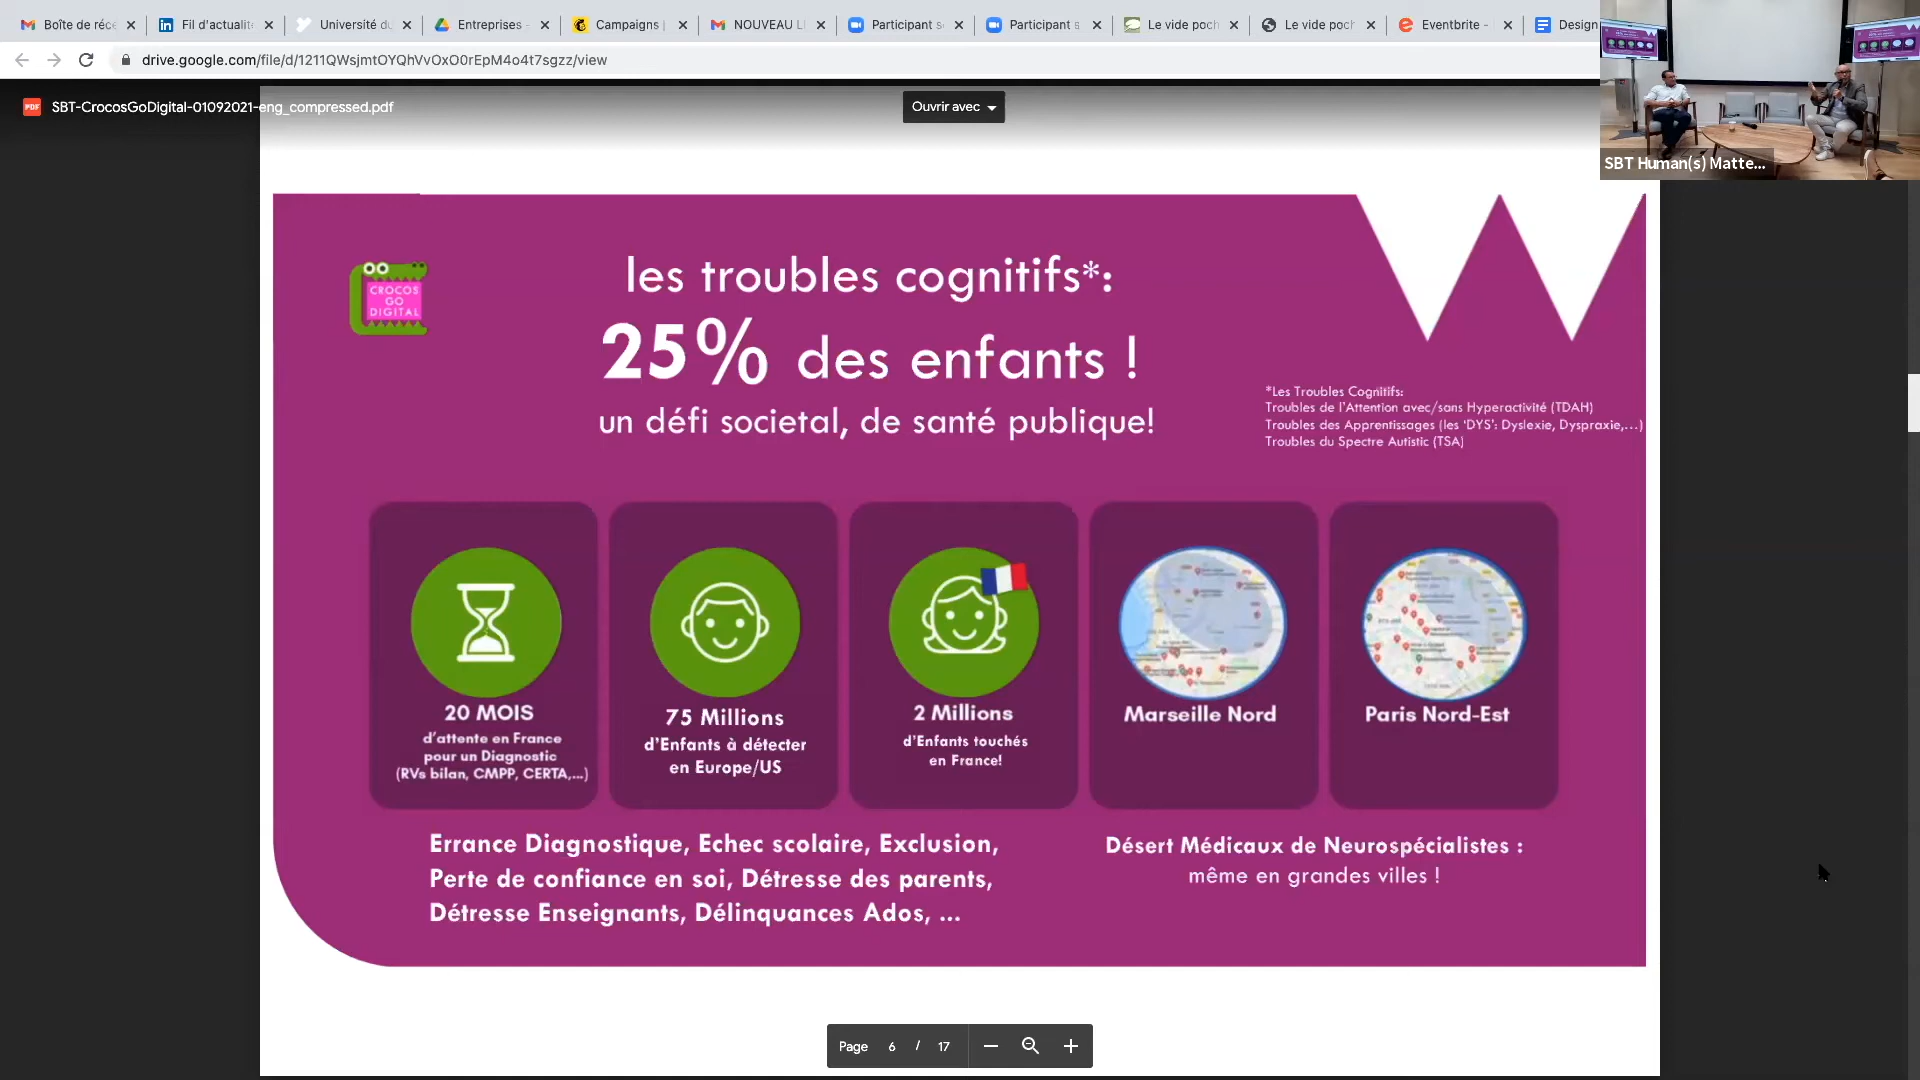 Boîte de réce
Fil d'actualité
Université du
Entreprises -
Campaigns |
NOUVEAU L
Participant s
Participant s
Le vide poch
Le vide poch
Eventbrite -
Design
drive.google.com/file/d/1211QWsjmtOYQhVvOxO0rEpM4o4t7sgzz/view
PDF
SBT-CrocosGoDigital-01092021-eng_compressed.pdf
Ouvrir avec
SBT Human(s) Matte...
CROCOS
GO
DIGITAL
les troubles cognitifs*:
25% des enfants !
un défi societal, de santé publique!
*Les Troubles Cognitifs:
Troubles de l'Attention avec/sans Hyperactivité (TDAH)
Troubles des Apprentissages (les 'DYS': Dyslexie, Dyspraxie,...)
Troubles du Spectre Autistic (TSA)
20 MOIS
d'attente en France
pour un Diagnostic
(RVs bilan, CMPP, CERTA,...)
75 Millions
d'Enfants à détecter
en Europe/US
2 Millions
d'Enfants touchés
en France!
Marseille Nord
Paris Nord-Est
Errance Diagnostique, Echec scolaire, Exclusion,
Perte de confiance en soi, Détresse des parents,
Détresse Enseignants, Délinquances Ados, ...
Désert Médicaux de Neurospécialistes :
même en grandes villes !
Page 6 / 17